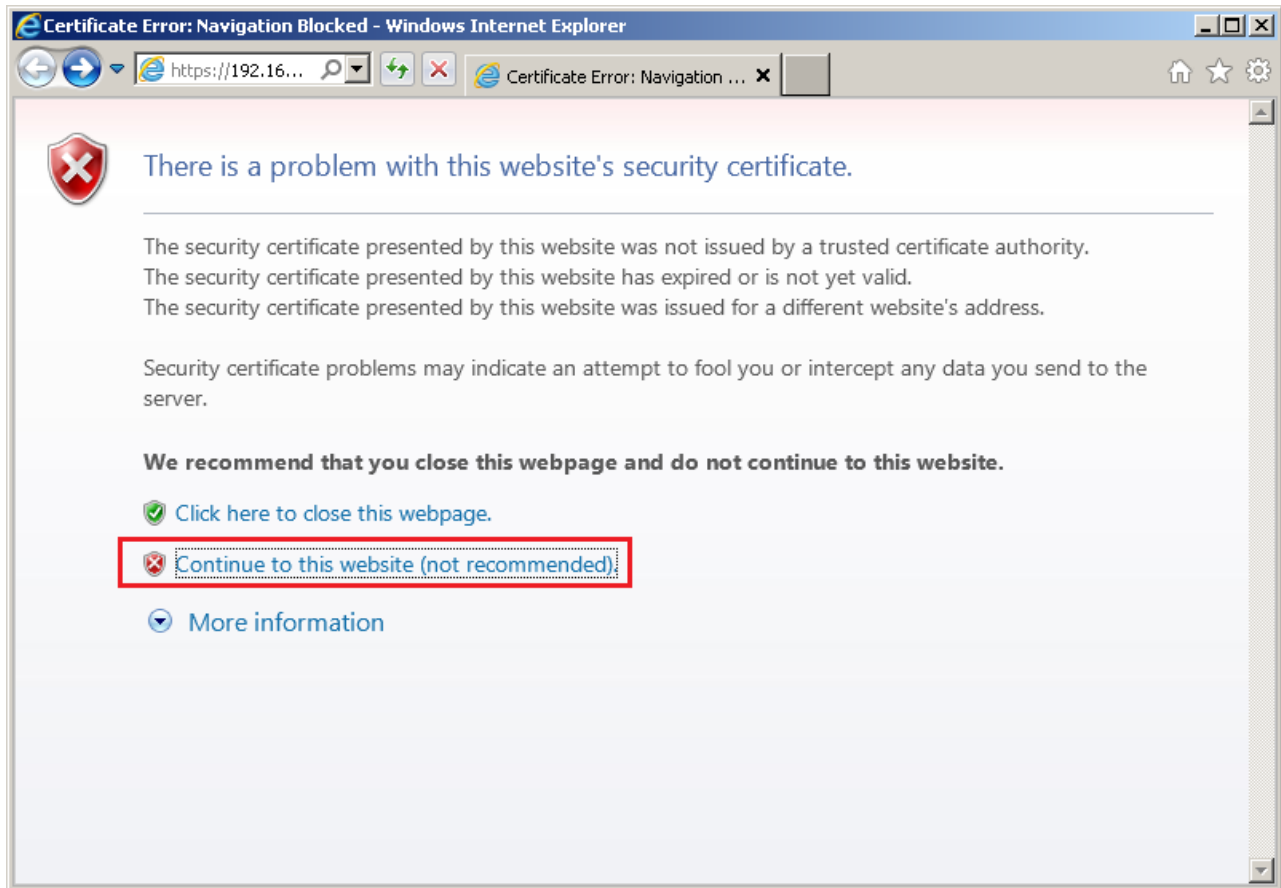 Certificate Error: Navigation Blocked - Windows Internet Explorer
https://192.16...
Certificate Error: Navigation ...
There is a problem with this website's security certificate.
The security certificate presented by this website was not issued by a trusted certificate authority.
The security certificate presented by this website has expired or is not yet valid.
The security certificate presented by this website was issued for a different website's address.
Security certificate problems may indicate an attempt to fool you or intercept any data you send to the
server.
We recommend that you close this webpage and do not continue to this website.
Click here to close this webpage.
Continue to this website (not recommended).
More information